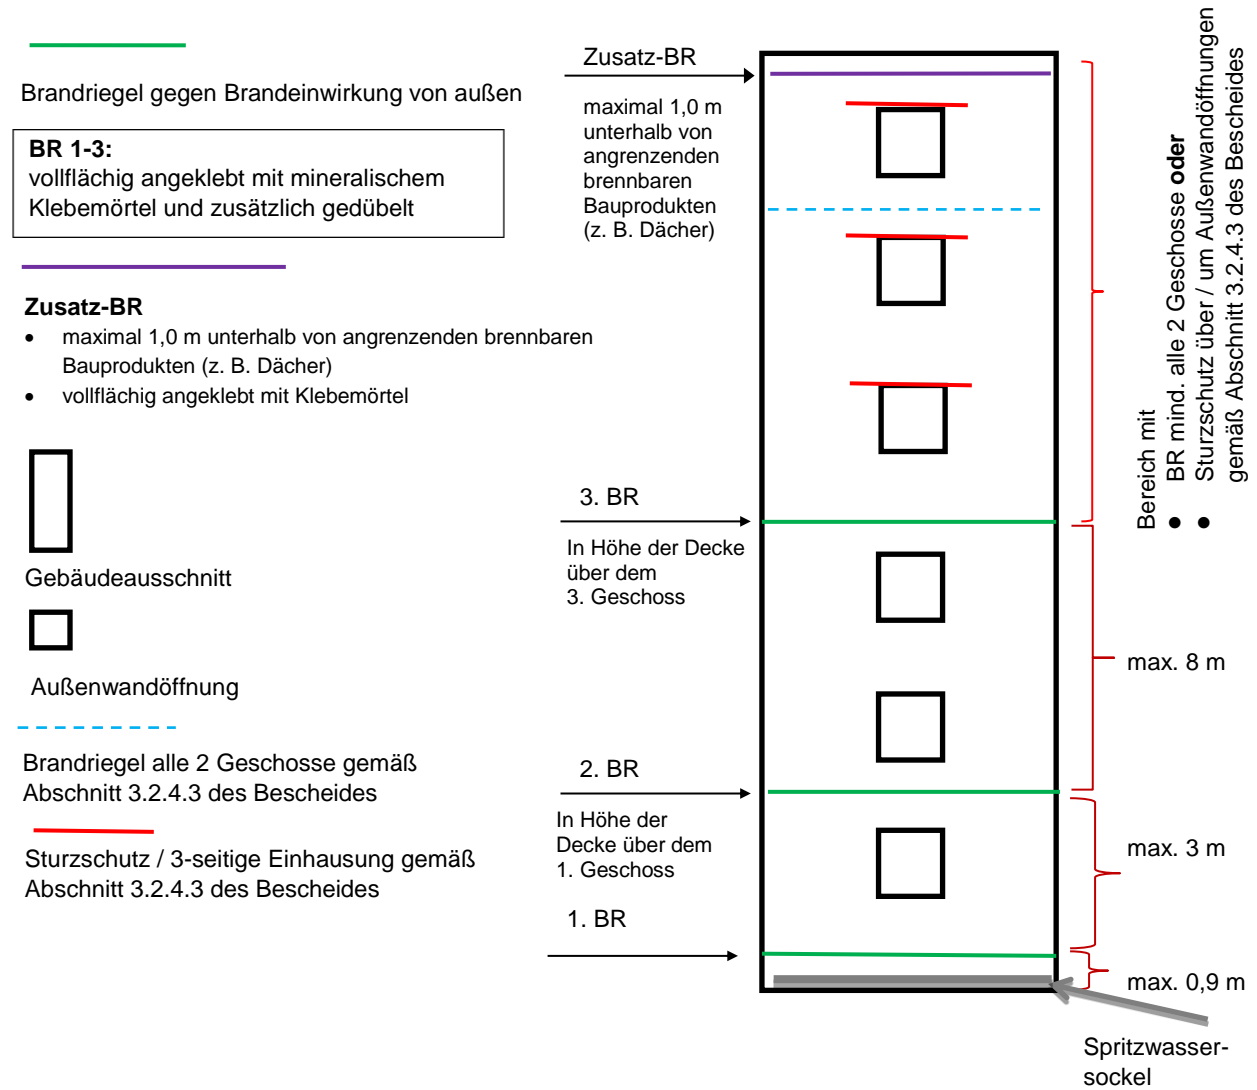 Brandriegel gegen Brandeinwirkung von außen
BR 1-3:
vollflächig angeklebt mit mineralischem
Klebemörtel und zusätzlich gedübelt
Zusatz-BR
• maximal 1,0 m unterhalb von angrenzenden brennbaren
Bauprodukten (z. B. Dächer)
• vollflächig angeklebt mit Klebemörtel
Gebäudeausschnitt
Außenwandöffnung
Brandriegel alle 2 Geschosse gemäß
Abschnitt 3.2.4.3 des Bescheides
Sturzschutz / 3-seitige Einhausung gemäß
Abschnitt 3.2.4.3 des Bescheides
Zusatz-BR
maximal 1,0 m
unterhalb von
angrenzenden
brennbaren
Bauprodukten
(z. B. Dächer)
3. BR
In Höhe der Decke
über dem
3. Geschoss
2. BR
In Höhe der
Decke über dem
1. Geschoss
1. BR
Bereich mit
• BR mind. alle 2 Geschosse oder
• Sturzschutz über / um Außenwandöffnungen
gemäß Abschnitt 3.2.4.3 des Bescheides
max. 8 m
max. 3 m
max. 0,9 m
Spritzwasser-
sockel